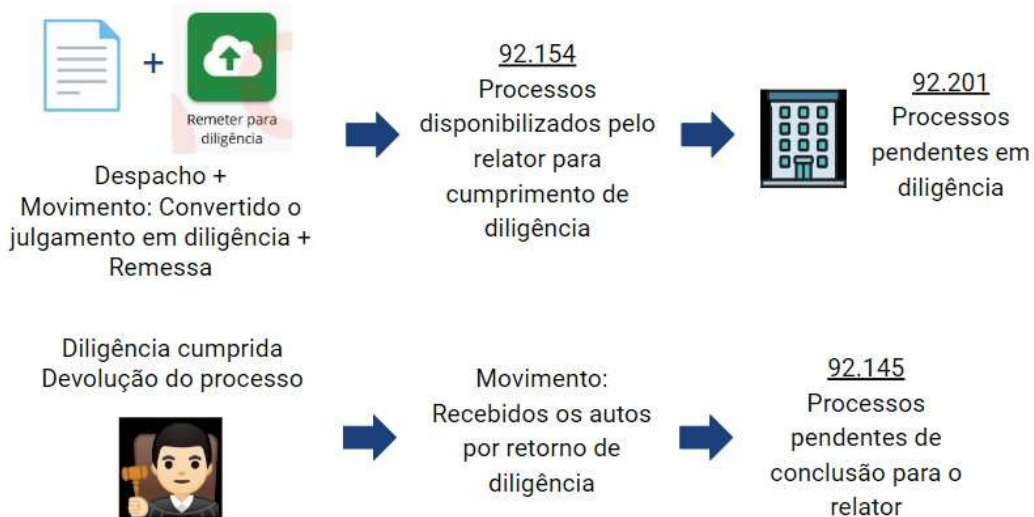 +
Remeter para
diligência
Despacho +
Movimento: Convertido o
julgamento em diligência +
Remessa
92.154
Processos
disponibilizados pelo
relator para
cumprimento de
diligência
92.201
Processos
pendentes em
diligência
Diligência cumprida
Devolução do processo
Movimento:
Recebidos os autos
por retorno de
diligência
92.145
Processos
pendentes de
conclusão para o
relator